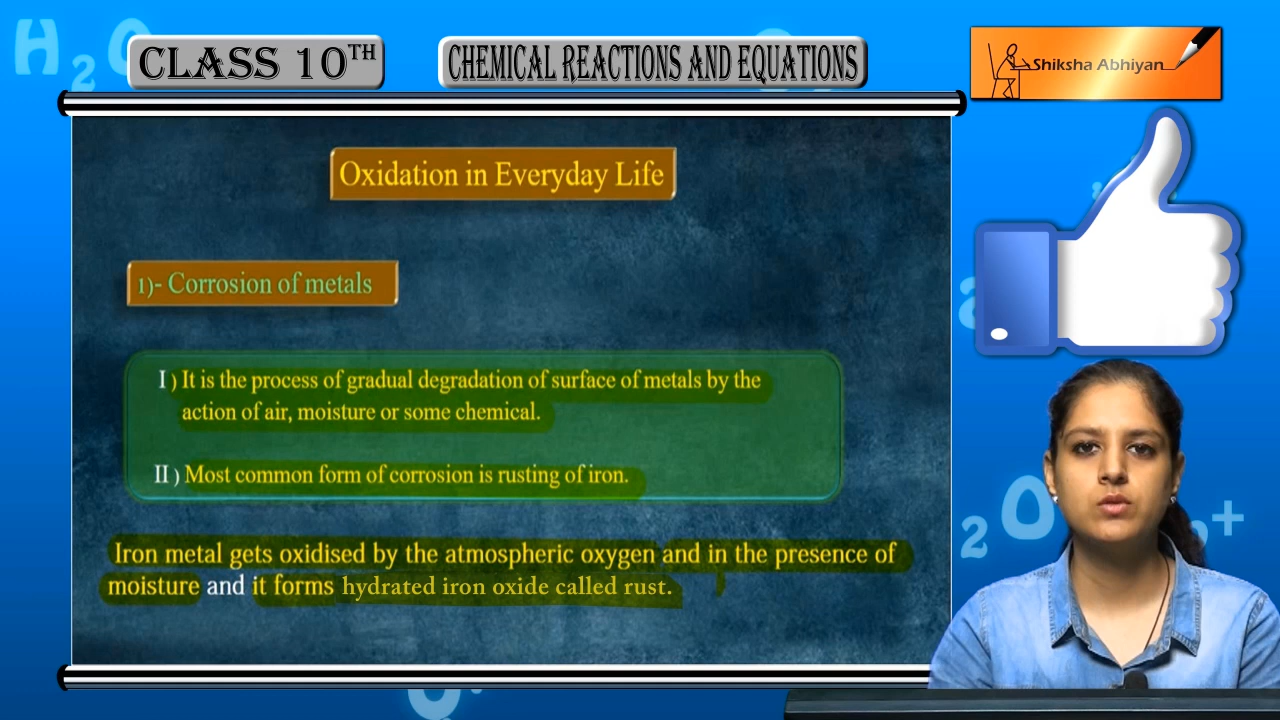 H2O
CLASS 10TH
CHEMICAL REACTIONS AND EQUATIONS
Shiksha Abhiyan
Oxidation in Everyday Life
1)- Corrosion of metals
I ) It is the process of gradual degradation of surface of metals by the
action of air, moisture or some chemical.
II ) Most common form of corrosion is rusting of iron.
Iron metal gets oxidised by the atmospheric oxygen and in the presence of
moisture and it forms hydrated iron oxide called rust.